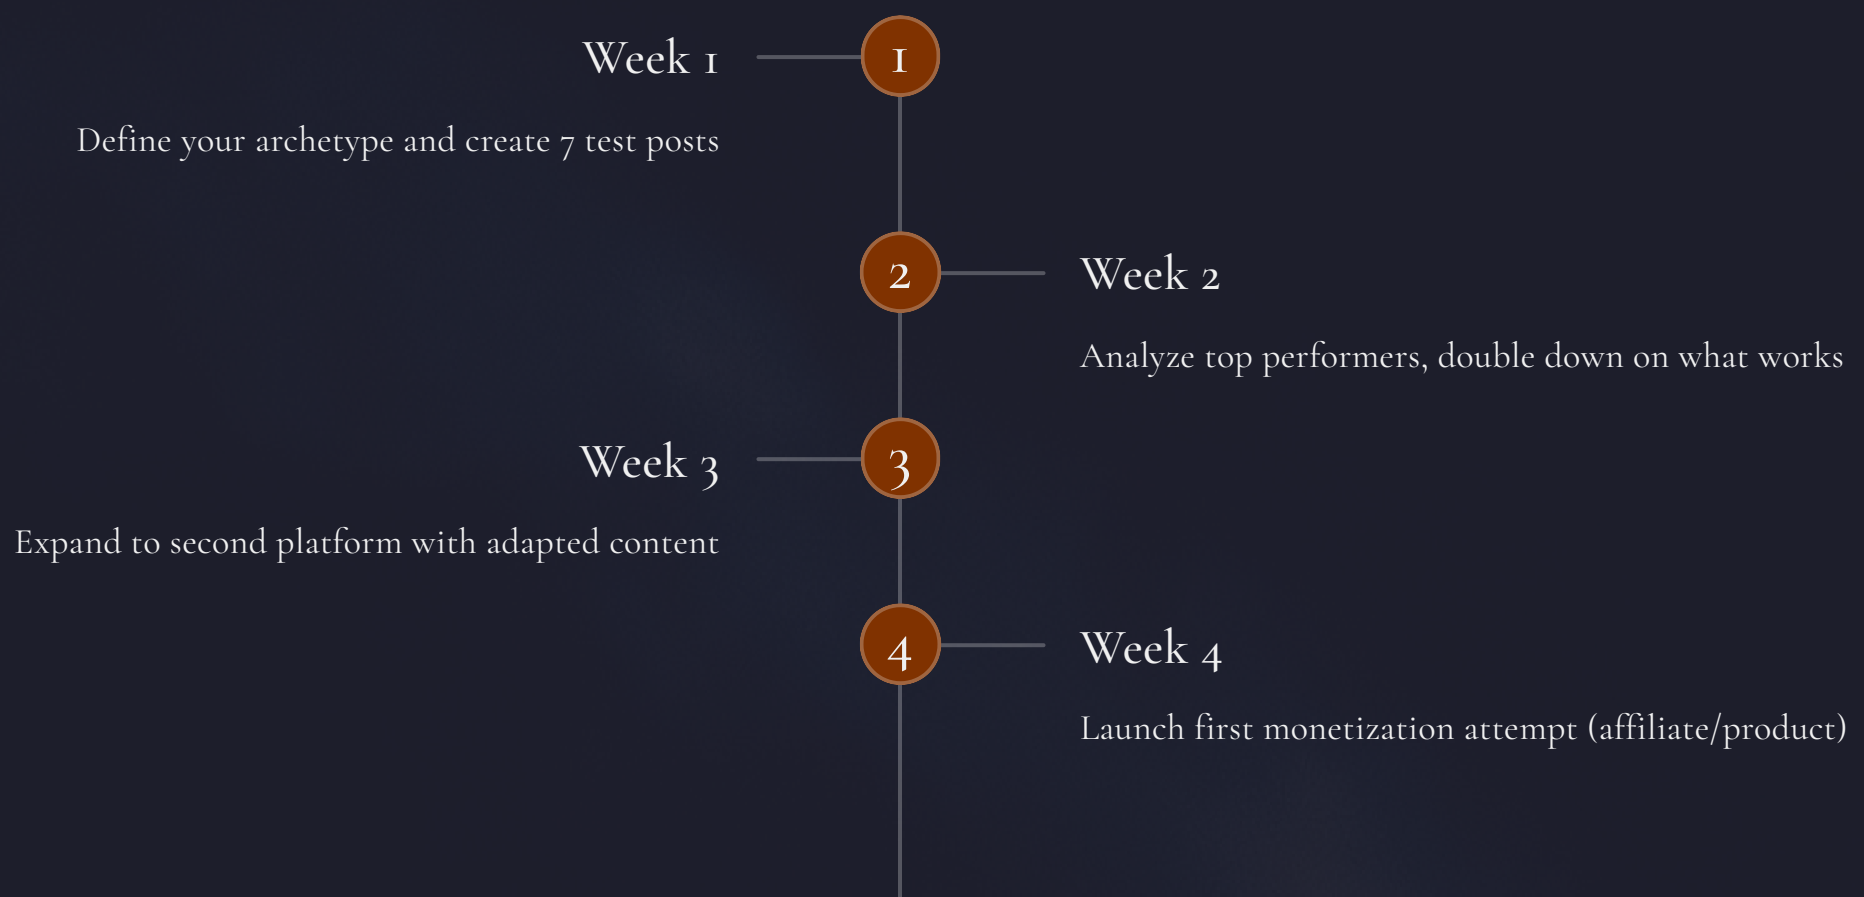 Week 1
1
Define your archetype and create 7 test posts
2
Week 2
Analyze top performers, double down on what works
Week 3
3
Expand to second platform with adapted content
4
Week 4
Launch first monetization attempt (affiliate/product)